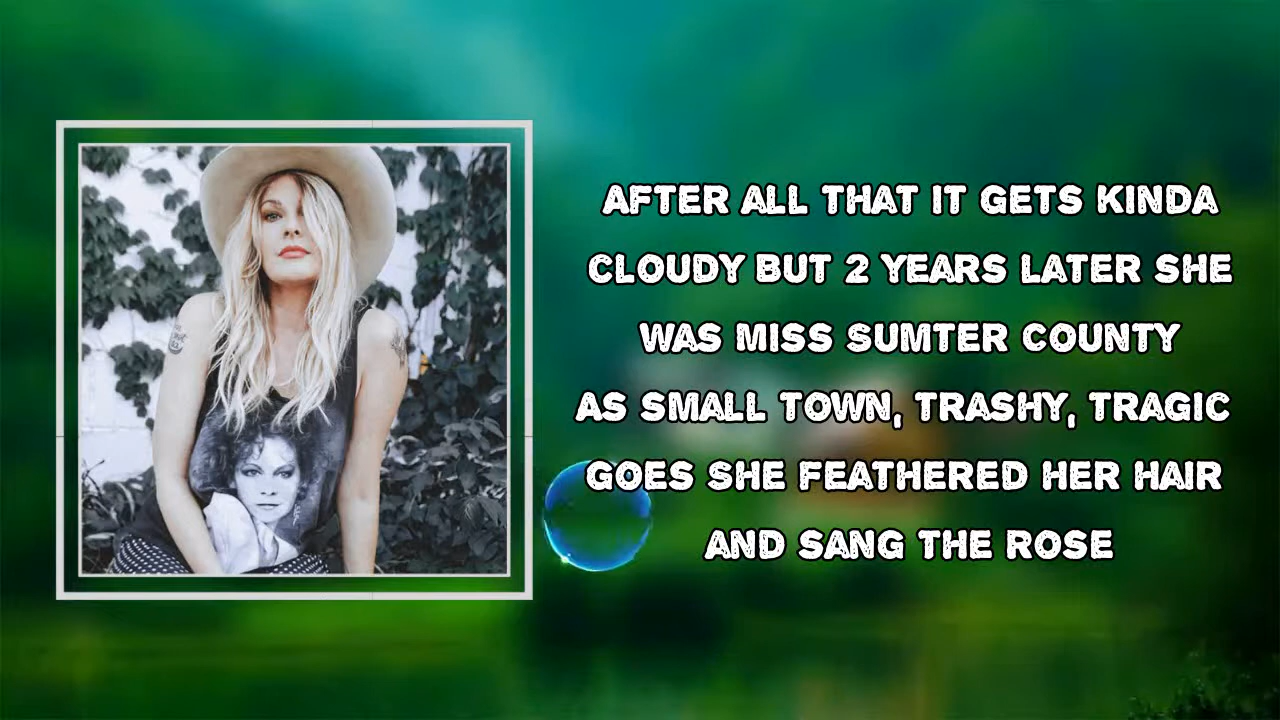 AFTER ALL THAT IT GETS KINDA
CLOUDY BUT 2 YEARS LATER SHE
WAS MISS SUMTER COUNTY
AS SMALL TOWN, TRASHY, TRAGIC
GOES SHE FEATHERED HER HAIR
AND SANG THE ROSE